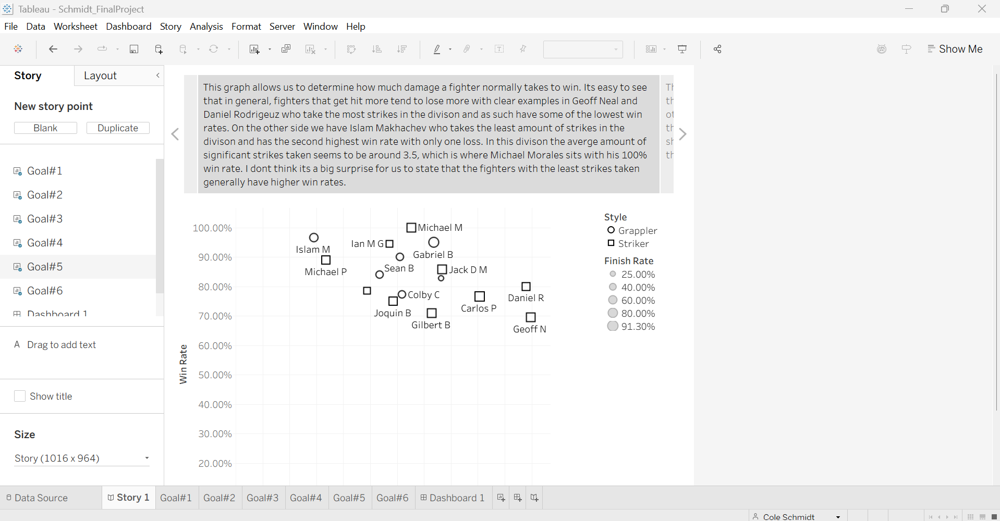 Tableau - Schmidt_FinalProject
File Data Worksheet Dashboard Story Analysis Format Server Window Help
Show Me
Story Layout
New story point
Blank Duplicate
Goal#1
Goal#2
Goal#3
Goal#4
Goal#5
Goal#6
Dashboard 1
A Drag to add text
Show title
Size
Story (1016 x 964)
This graph allows us to determine how much damage a fighter normally takes to win. Its easy to see
that in general, fighters that get hit more tend to lose more with clear examples in Geoff Neal and
Daniel Rodrigeuz who take the most strikes in the divison and as such have some of the lowest win
rates. On the other side we have Islam Makhachev who takes the least amount of strikes in the
divison and has the second highest win rate with only one loss. In this divison the averge amount of
significant strikes taken seems to be around 3.5, which is where Michael Morales sits with his 100%
win rate. I dont think its a big surprise for us to state that the fighters with the least strikes taken
generally have higher win rates.
Win Rate
100.00%
90.00%
80.00%
70.00%
60.00%
50.00%
40.00%
30.00%
20.00%
Michael M
Islam M
Ian M G
Gabriel B
Michael P
Sean B
Jack D M
Colby C
Daniel R
Joquin B
Carlos P
Gilbert B
Geoff N
Style
Grappler
Striker
Finish Rate
25.00%
40.00%
60.00%
80.00%
91.30%
Data Source Story 1 Goal#1 Goal#2 Goal#3 Goal#4 Goal#5 Goal#6 Dashboard 1
Cole Schmidt